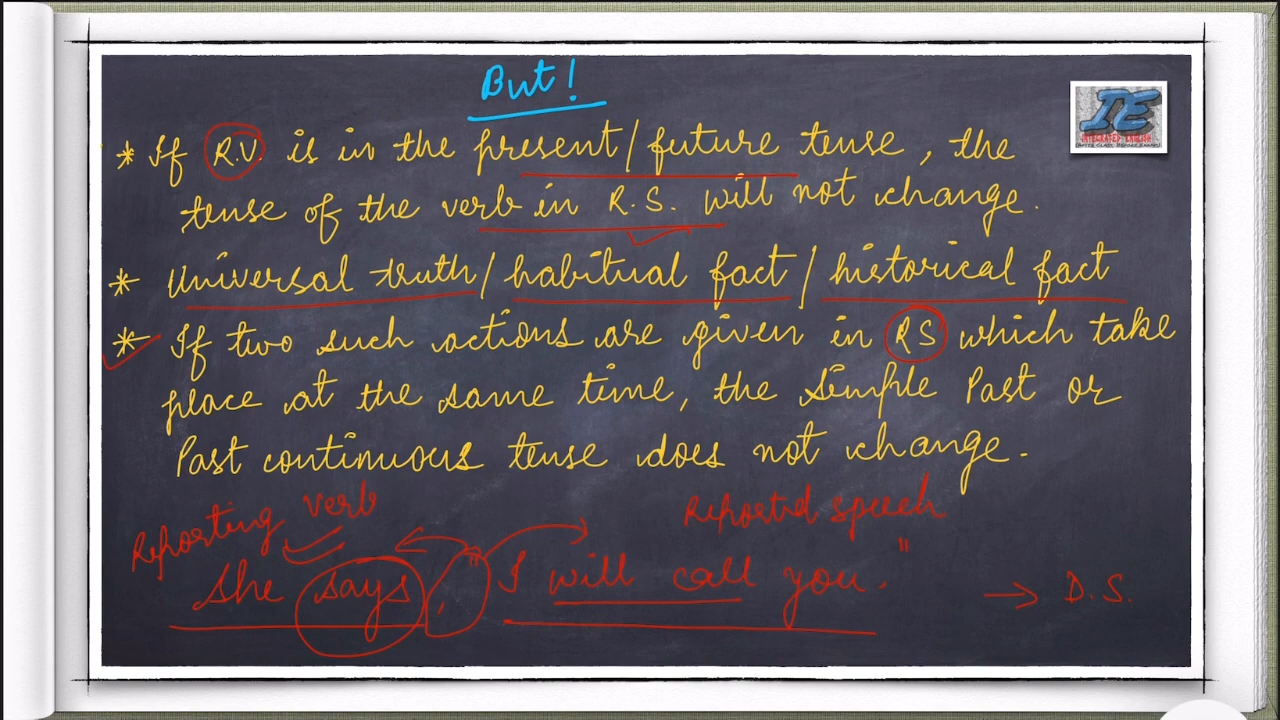 But!
* If R.V. is in the present/future tense, the
tense of the verb in R.S. will not change.
* Universal truth/habitual fact/historical fact
* If two such actions are given in RS which take
place at the same time, the Simple Past or
Past continuous tense does not change.
Reporting verb
Reported speech
She says, "I will call you."
→ D.S.
IE
INTEGRATED ENGLISH